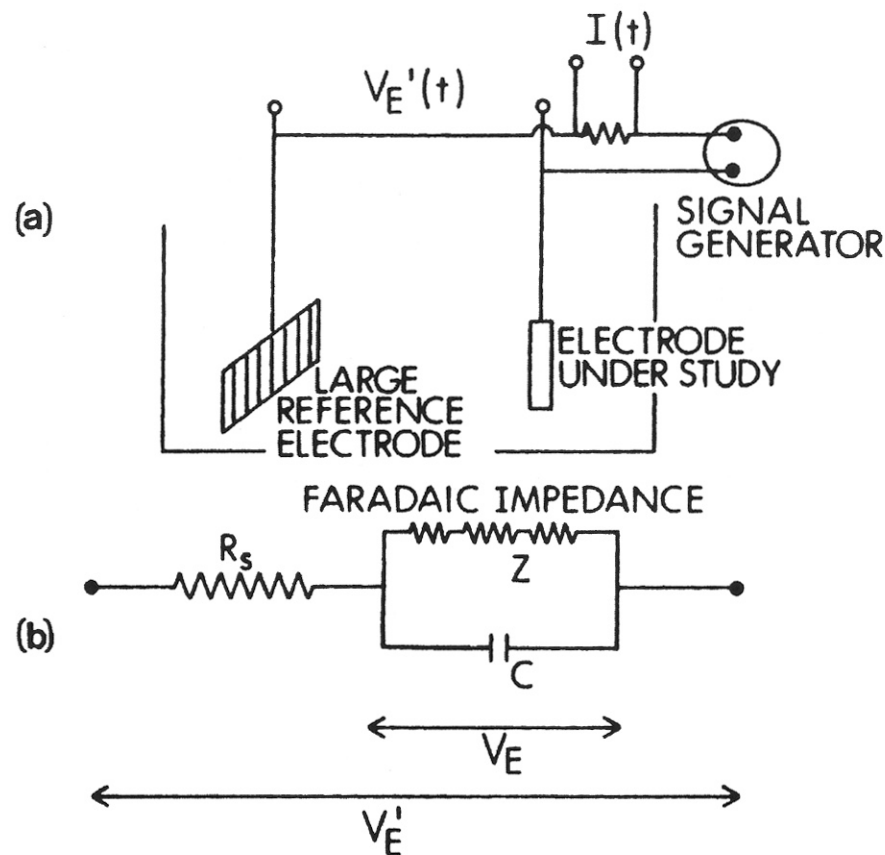 I(t)
V_E'(t)
(a)
SIGNAL
GENERATOR
ELECTRODE
UNDER STUDY
LARGE
REFERENCE
ELECTRODE
FARADAIC IMPEDANCE
R_s
Z
(b)
C
V_E
V_E'